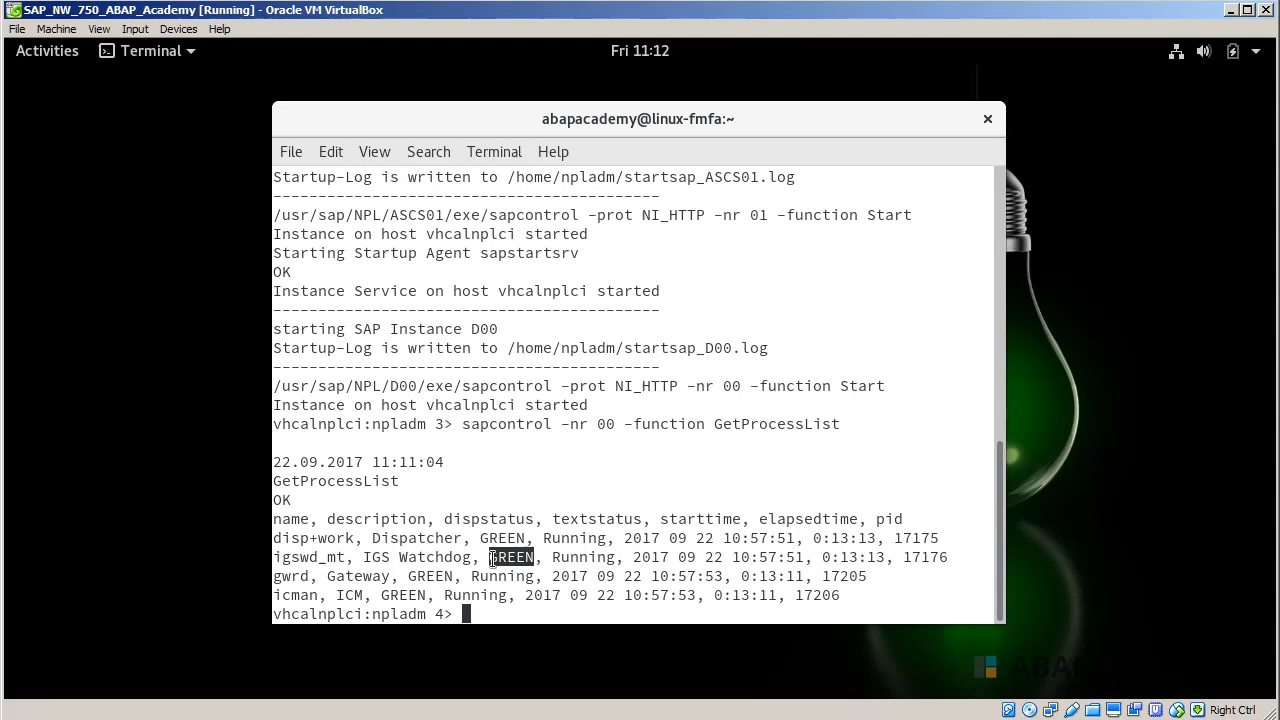 SAP_NW_750_ABAP_Academy [Running] - Oracle VM VirtualBox
File Machine View Input Devices Help
Activities Terminal Fri 11:12
abapacademy@linux-fmfa:~
File Edit View Search Terminal Help
Startup-Log is written to /home/npladm/startsap_ASCS01.log
-------------------------------------------
/usr/sap/NPL/ASCS01/exe/sapcontrol -prot NI_HTTP -nr 01 -function Start
Instance on host vhcalnplci started
Starting Startup Agent sapstartsrv
OK
Instance Service on host vhcalnplci started
-------------------------------------------
starting SAP Instance D00
Startup-Log is written to /home/npladm/startsap_D00.log
-------------------------------------------
/usr/sap/NPL/D00/exe/sapcontrol -prot NI_HTTP -nr 00 -function Start
Instance on host vhcalnplci started
vhcalnplci:npladm 3> sapcontrol -nr 00 -function GetProcessList
22.09.2017 11:11:04
GetProcessList
OK
name, description, dispstatus, textstatus, starttime, elapsedtime, pid
disp+work, Dispatcher, GREEN, Running, 2017 09 22 10:57:51, 0:13:13, 17175
igswd_mt, IGS Watchdog, GREEN, Running, 2017 09 22 10:57:51, 0:13:13, 17176
gwrd, Gateway, GREEN, Running, 2017 09 22 10:57:53, 0:13:11, 17205
icman, ICM, GREEN, Running, 2017 09 22 10:57:53, 0:13:11, 17206
vhcalnplci:npladm 4>
Right Ctrl